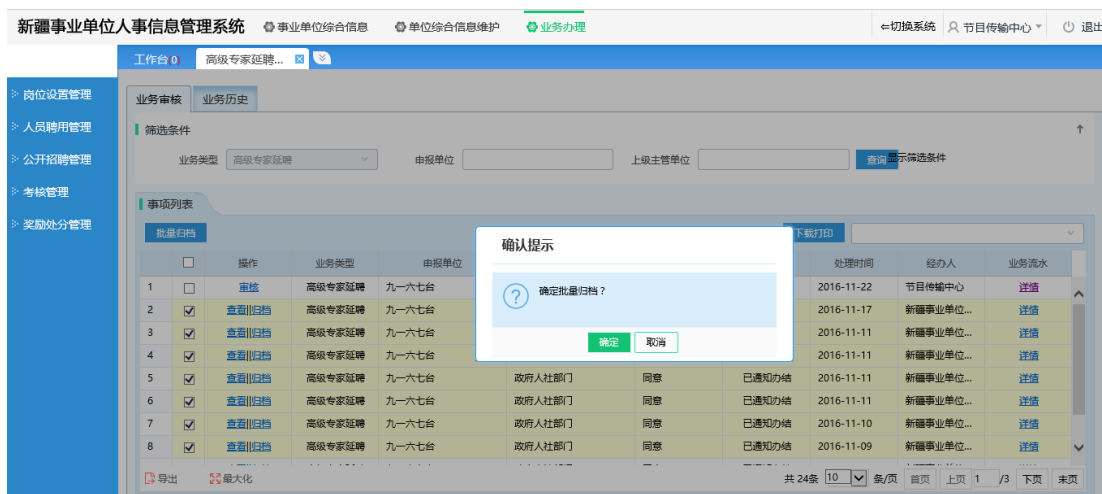 新疆事业单位人事信息管理系统 事业单位综合信息 单位综合信息维护 业务办理 ⇐切换系统 节目传输中心 退出
工作台(0) 高级专家延聘...
岗位设置管理
人员聘用管理
公开招聘管理
考核管理
奖励处分管理
业务审核 业务历史
筛选条件
业务类型 高级专家延聘 申报单位 上级主管单位 查询 显示筛选条件
事项列表
批量归档 下载打印
操作 业务类型 申报单位 处理时间 经办人 业务流水
1 审核 高级专家延聘 九一六七台 2016-11-22 节目传输中心 详情
2 查看||归档 高级专家延聘 九一六七台 2016-11-17 新疆事业单位... 详情
3 查看||归档 高级专家延聘 九一六七台 2016-11-11 新疆事业单位... 详情
4 查看||归档 高级专家延聘 九一六七台 2016-11-11 新疆事业单位... 详情
5 查看||归档 高级专家延聘 九一六七台 政府人社部门 同意 已通知办结 2016-11-11 新疆事业单位... 详情
6 查看||归档 高级专家延聘 九一六七台 政府人社部门 同意 已通知办结 2016-11-11 新疆事业单位... 详情
7 查看||归档 高级专家延聘 九一六七台 政府人社部门 同意 已通知办结 2016-11-10 新疆事业单位... 详情
8 查看||归档 高级专家延聘 九一六七台 政府人社部门 同意 已通知办结 2016-11-09 新疆事业单位... 详情
导出 最大化 共 24条 10 条/页 首页 上页 1 /3 下页 末页
确认提示
确定批量归档？
确定 取消